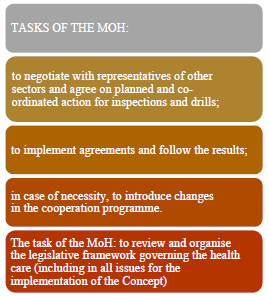 TASKS OF THE MOH:
to negotiate with representatives of other
sectors and agree on planned and co-
ordinated action for inspections and drills;
to implement agreements and follow the results;
in case of necessity, to introduce changes
in the cooperation programme.
The task of the MoH: to review and organise
the legislative framework governing the health
care (including in all issues for the
implementation of the Concept)